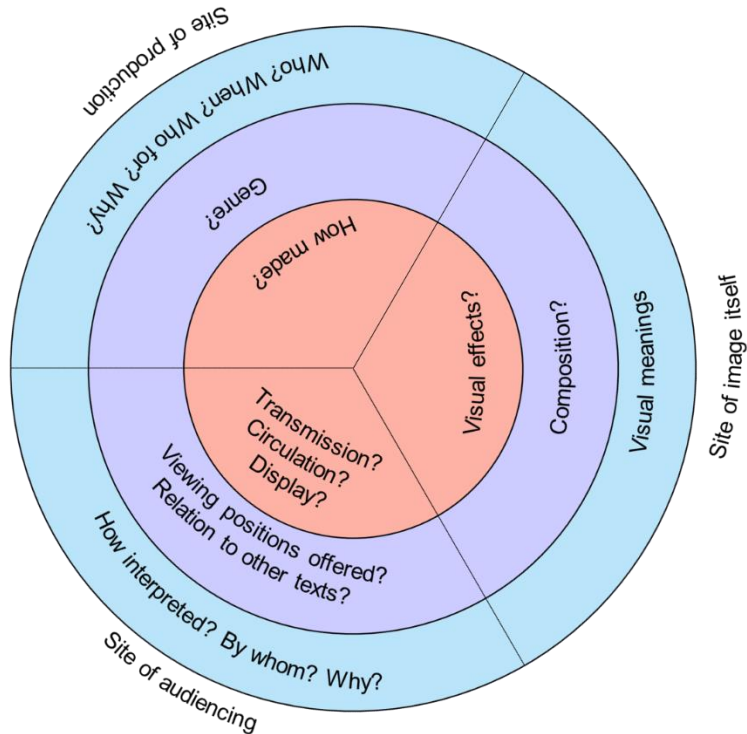 Site of production
Who? When? Who for? Why?
Genre?
How made?
Visual effects?
Composition?
Visual meanings
Site of image itself
Transmission?
Circulation?
Display?
Viewing positions offered?
Relation to other texts?
How interpreted? By whom? Why?
Site of audiencing